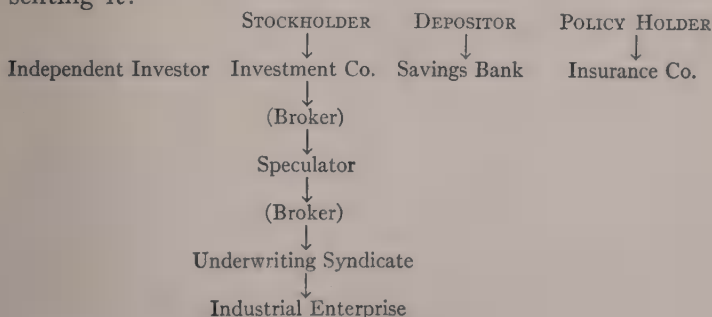 senting it:
STOCKHOLDER DEPOSITOR POLICY HOLDER
Independent Investor Investment Co. Savings Bank Insurance Co.
(Broker)
Speculator
(Broker)
Underwriting Syndicate
Industrial Enterprise